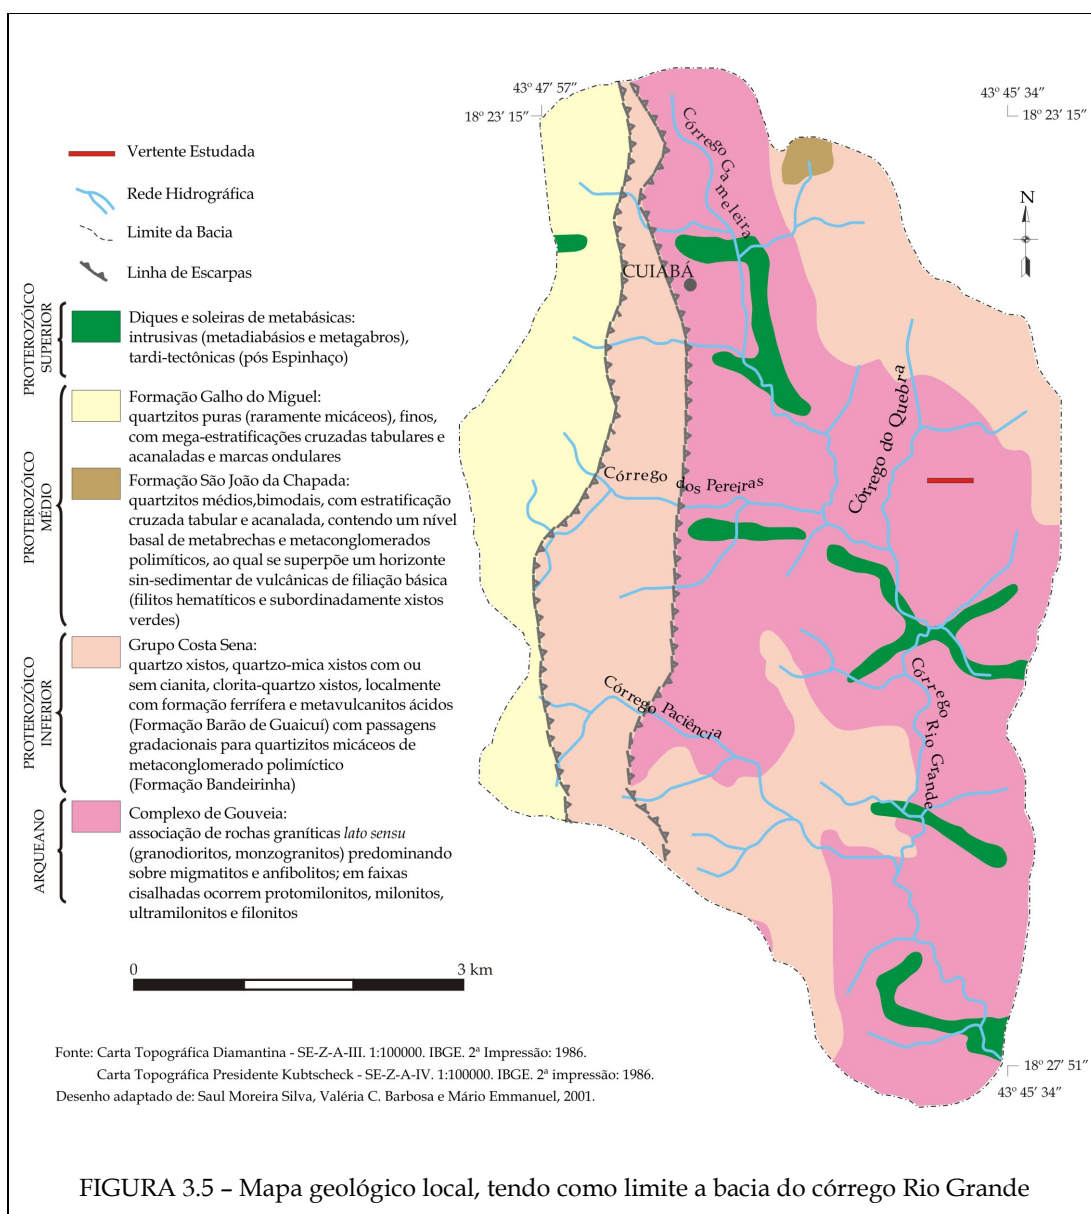 43º 47′ 57″
18º 23′ 15″
43º 45′ 34″
18º 23′ 15″
N
Vertente Estudada
Rede Hidrográfica
Limite da Bacia
Linha de Escarpas
PROTEROZÓICO
SUPERIOR
Diques e soleiras de metabásicas:
intrusivas (metadiabásios e metagabros),
tardi-tectônicas (pós Espinhaço)
PROTEROZÓICO
MÉDIO
Formação Galho do Miguel:
quartzitos puras (raramente micáceos), finos,
com mega-estratificações cruzadas tabulares e
acanaladas e marcas ondulares
Formação São João da Chapada:
quartzitos médios,bimodais, com estratificação
cruzada tabular e acanalada, contendo um nível
basal de metabrechas e metaconglomerados
polimíticos, ao qual se superpõe um horizonte
sin-sedimentar de vulcânicas de filiação básica
(filitos hematíticos e subordinadamente xistos
verdes)
PROTEROZÓICO
INFERIOR
Grupo Costa Sena:
quartzo xistos, quartzo-mica xistos com ou
sem cianita, clorita-quartzo xistos, localmente
com formação ferrífera e metavulcanitos ácidos
(Formação Barão de Guaicuí) com passagens
gradacionais para quartizitos micáceos de
metaconglomerado polimíctico
(Formação Bandeirinha)
ARQUEANO
Complexo de Gouveia:
associação de rochas graníticas lato sensu
(granodioritos, monzogranitos) predominando
sobre migmatitos e anfibolitos; em faixas
cisalhadas ocorrem protomilonitos, milonitos,
ultramilonitos e filonitos
Córrego Gameleira
CUIABÁ
Córrego do Quebra
Córrego dos Pereiras
Córrego Paciência
Córrego Rio Grande
0 3 km
18º 27′ 51″
43º 45′ 34″
Fonte: Carta Topográfica Diamantina - SE-Z-A-III. 1:100000. IBGE. 2ª Impressão: 1986.
Carta Topográfica Presidente Kubtscheck - SE-Z-A-IV. 1:100000. IBGE. 2ª impressão: 1986.
Desenho adaptado de: Saul Moreira Silva, Valéria C. Barbosa e Mário Emmanuel, 2001.
FIGURA 3.5 – Mapa geológico local, tendo como limite a bacia do córrego Rio Grande